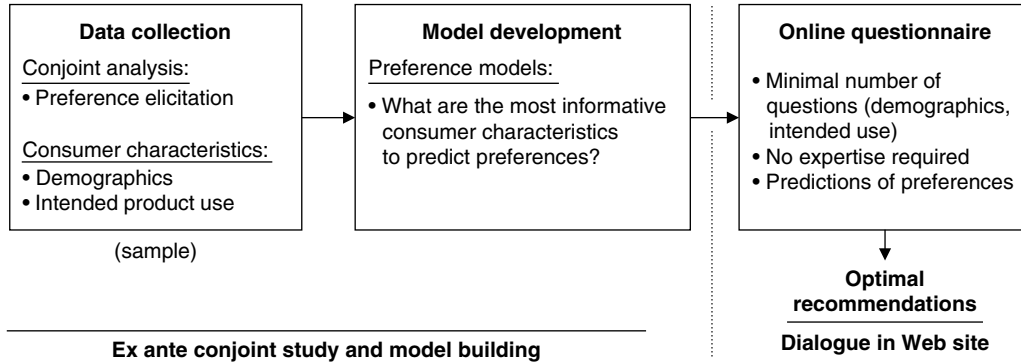 Data collection
Conjoint analysis:
• Preference elicitation
Consumer characteristics:
• Demographics
• Intended product use
(sample)
Model development
Preference models:
• What are the most informative
consumer characteristics
to predict preferences?
Ex ante conjoint study and model building
Online questionnaire
• Minimal number of
questions (demographics,
intended use)
• No expertise required
• Predictions of preferences
Optimal
recommendations
Dialogue in Web site